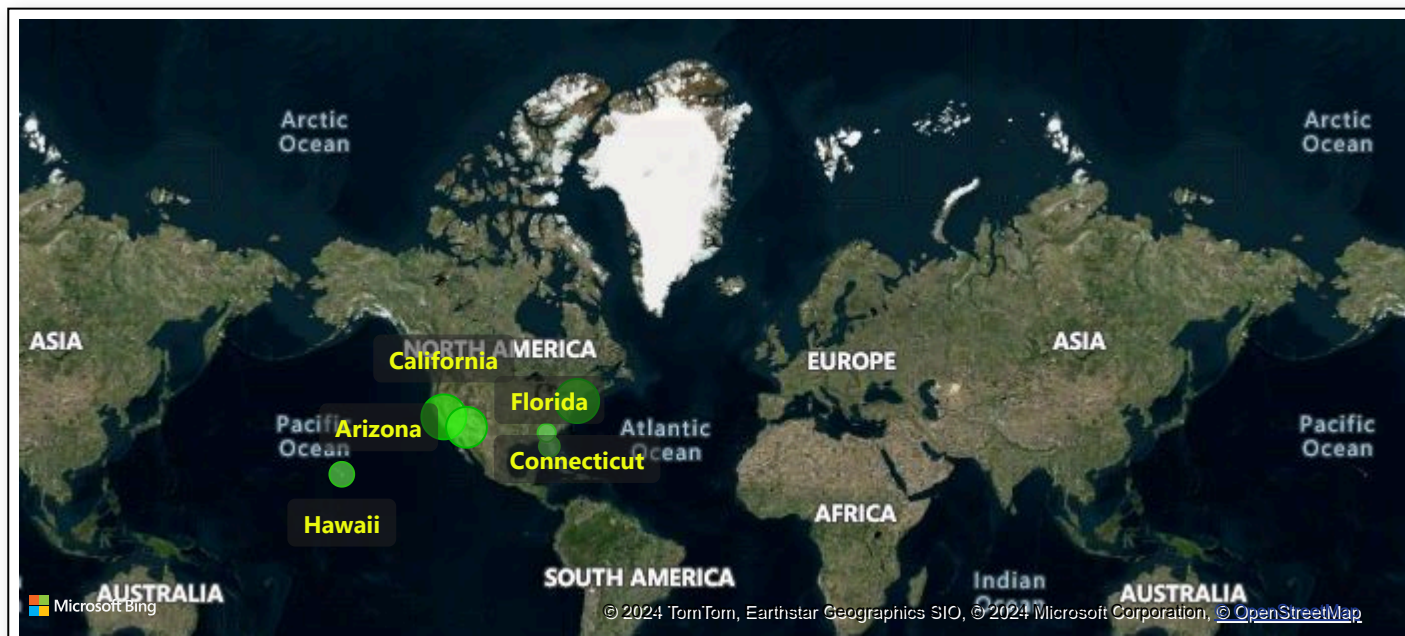 Arctic
Ocean
Arctic
Ocean
ASIA
NORTH AMERICA
California
EUROPE
ASIA
Florida
Pacific
Ocean
Arizona
Atlantic
Ocean
Pacific
Ocean
Connecticut
Hawaii
AFRICA
SOUTH AMERICA
Indian
Ocean
AUSTRALIA
AUSTRALIA
Microsoft Bing
© 2024 TomTom, Earthstar Geographics SIO, © 2024 Microsoft Corporation, © OpenStreetMap